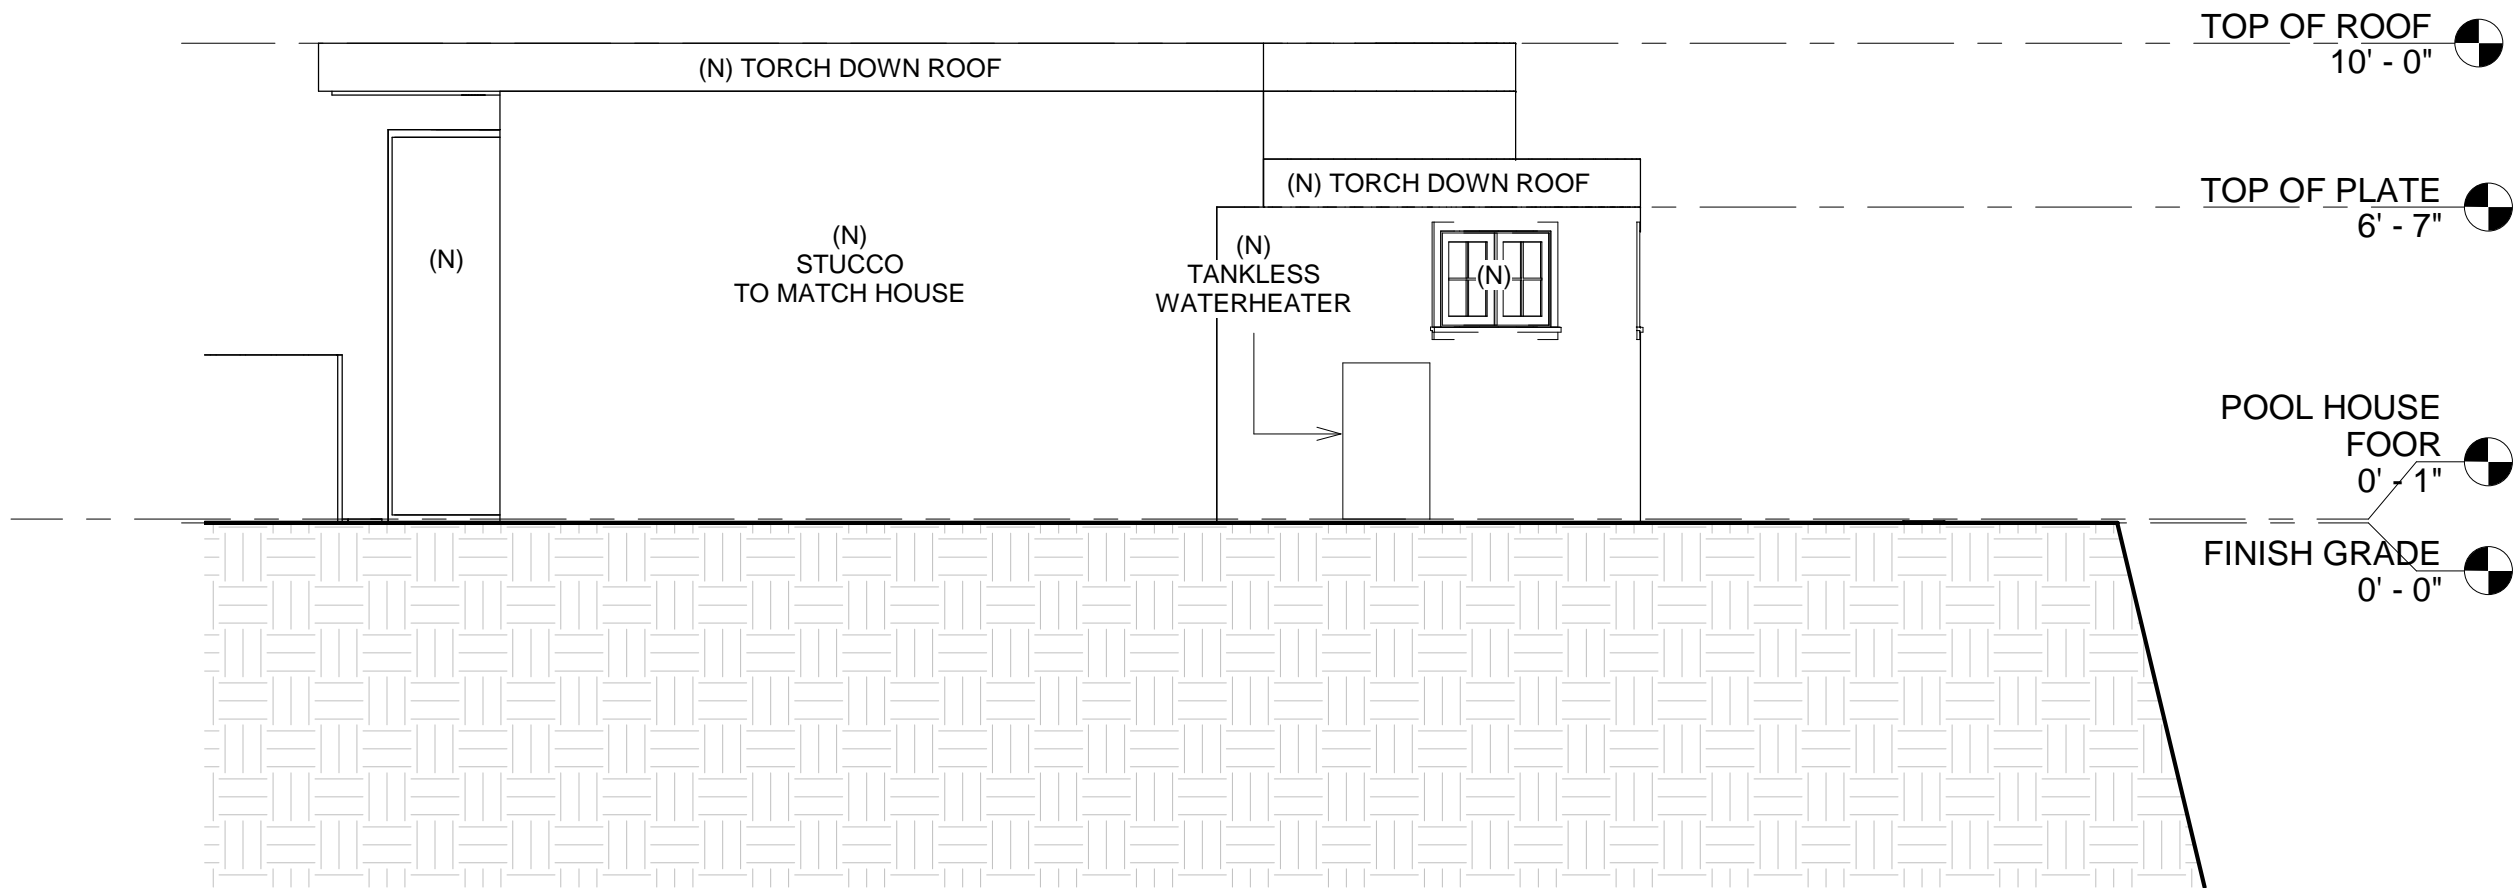 TOP OF ROOF
10' - 0"
(N) TORCH DOWN ROOF
(N) TORCH DOWN ROOF
TOP OF PLATE
6' - 7"
(N)
(N)
STUCCO
TO MATCH HOUSE
(N)
TANKLESS
WATERHEATER
(N)
POOL HOUSE
FOOR
0' - 1"
FINISH GRADE
0' - 0"